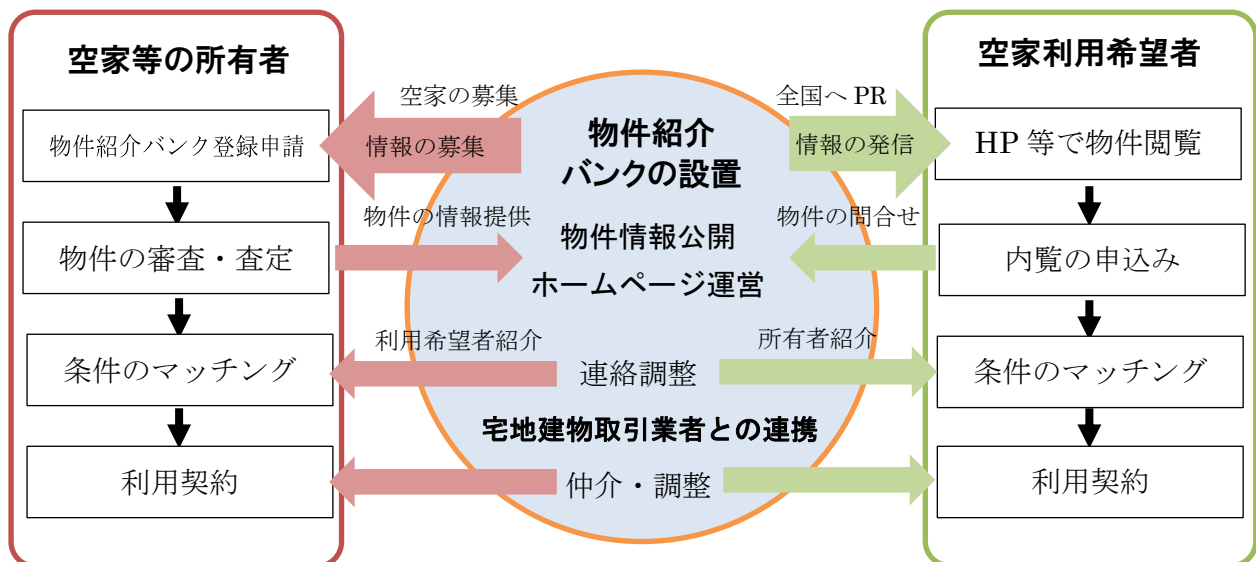 空家等の所有者
物件紹介バンク登録申請
物件の審査・査定
条件のマッチング
利用契約
空家の募集
情報の募集
物件の情報提供
利用希望者紹介
物件紹介
バンクの設置
物件情報公開
ホームページ運営
連絡調整
宅地建物取引業者との連携
仲介・調整
全国へ PR
情報の発信
物件の問合せ
所有者紹介
空家利用希望者
HP 等で物件閲覧
内覧の申込み
条件のマッチング
利用契約